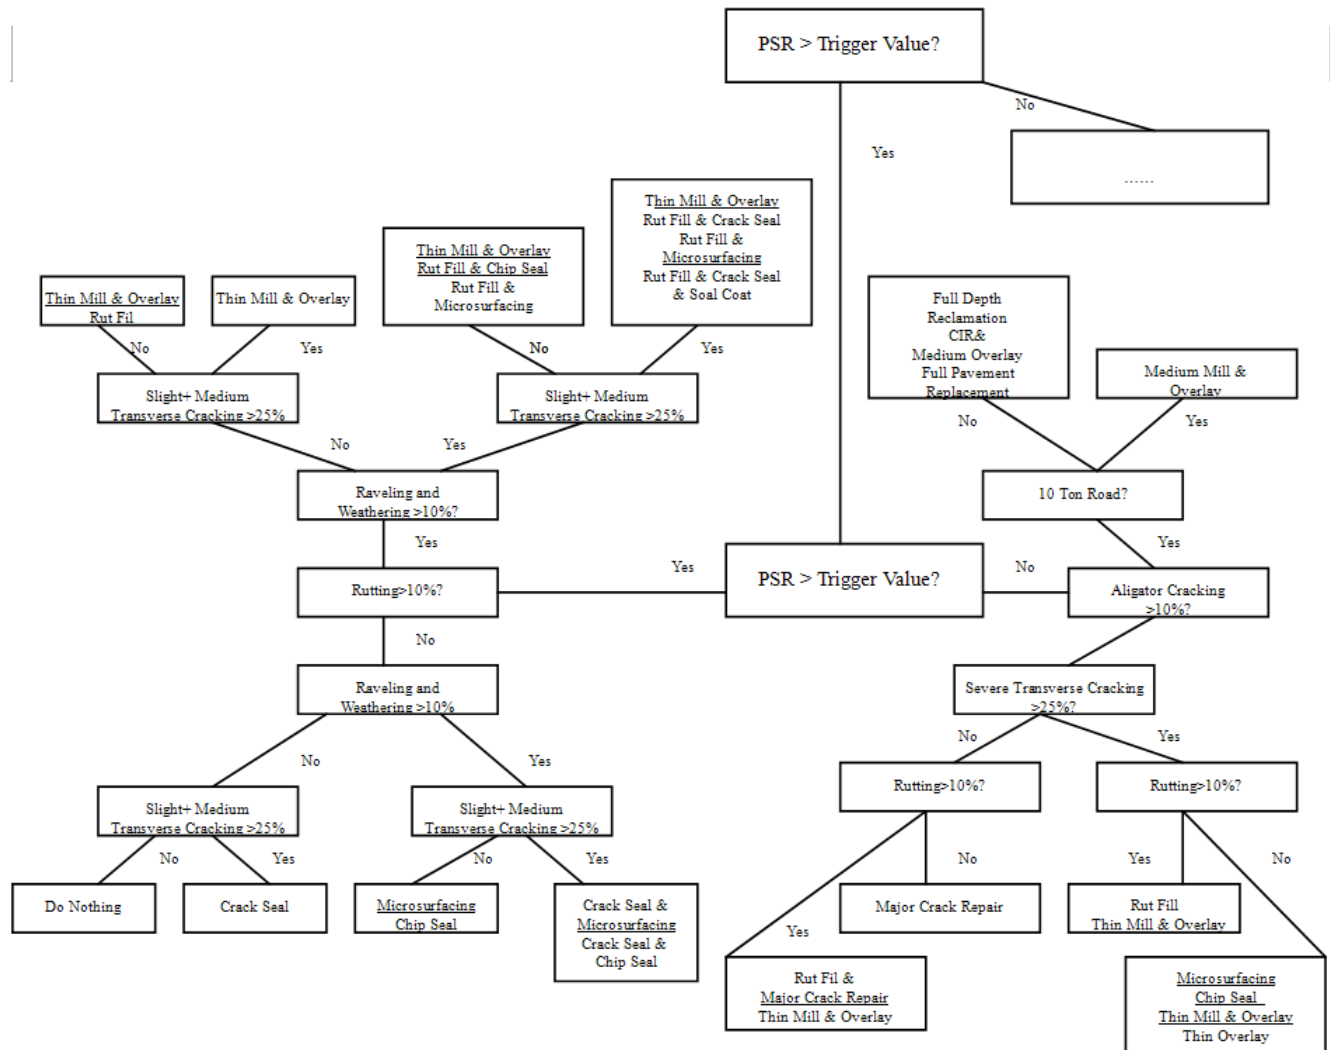 PSR > Trigger Value?
No
Yes
......
Thin Mill & Overlay
Rut Fill & Crack Seal
Rut Fill &
Microsurfacing
Rut Fill & Crack Seal
& Soal Coat
Thin Mill & Overlay
Rut Fill & Chip Seal
Rut Fill &
Microsurfacing
Thin Mill & Overlay
Rut Fil
Thin Mill & Overlay
Full Depth
Reclamation
CIR&
Medium Overlay
Full Pavement
Replacement
Medium Mill &
Overlay
No
Yes
No
Yes
Slight+ Medium
Transverse Cracking >25%
Slight+ Medium
Transverse Cracking >25%
No
Yes
No
Yes
Raveling and
Weathering >10%?
10 Ton Road?
Yes
Yes
Rutting>10%?
Yes
PSR > Trigger Value?
No
Aligator Cracking
>10%?
No
Raveling and
Weathering >10%
Severe Transverse Cracking
>25%?
No
Yes
No
Yes
Slight+ Medium
Transverse Cracking >25%
Slight+ Medium
Transverse Cracking >25%
Rutting>10%?
Rutting>10%?
No
Yes
No
Yes
No
Yes
No
Do Nothing
Crack Seal
Microsurfacing
Chip Seal
Crack Seal &
Microsurfacing
Crack Seal &
Chip Seal
Major Crack Repair
Rut Fill
Thin Mill & Overlay
Yes
Rut Fil &
Major Crack Repair
Thin Mill & Overlay
Microsurfacing
Chip Seal
Thin Mill & Overlay
Thin Overlay